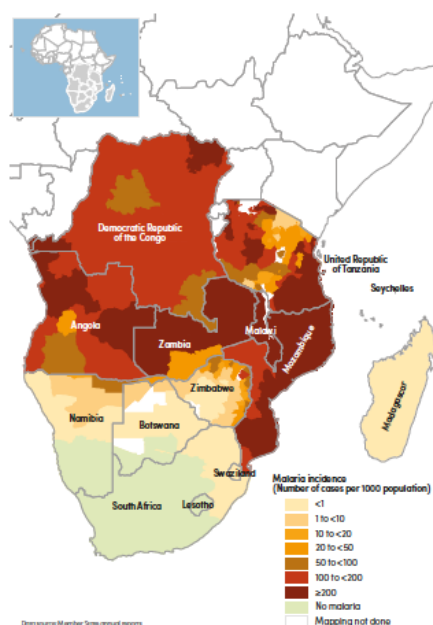 Democratic Republic
of the Congo
United Republic
of Tanzania
Seychelles
Angola
Malawi
Zambia
Mozambique
Zimbabwe
Madagascar
Namibia
Botswana
Swaziland
South Africa
Lesotho
Malaria incidence
(Number of cases per 1000 population)
<1
1 to <10
10 to <20
20 to <50
50 to <100
100 to <200
≥200
No malaria
Mapping not done